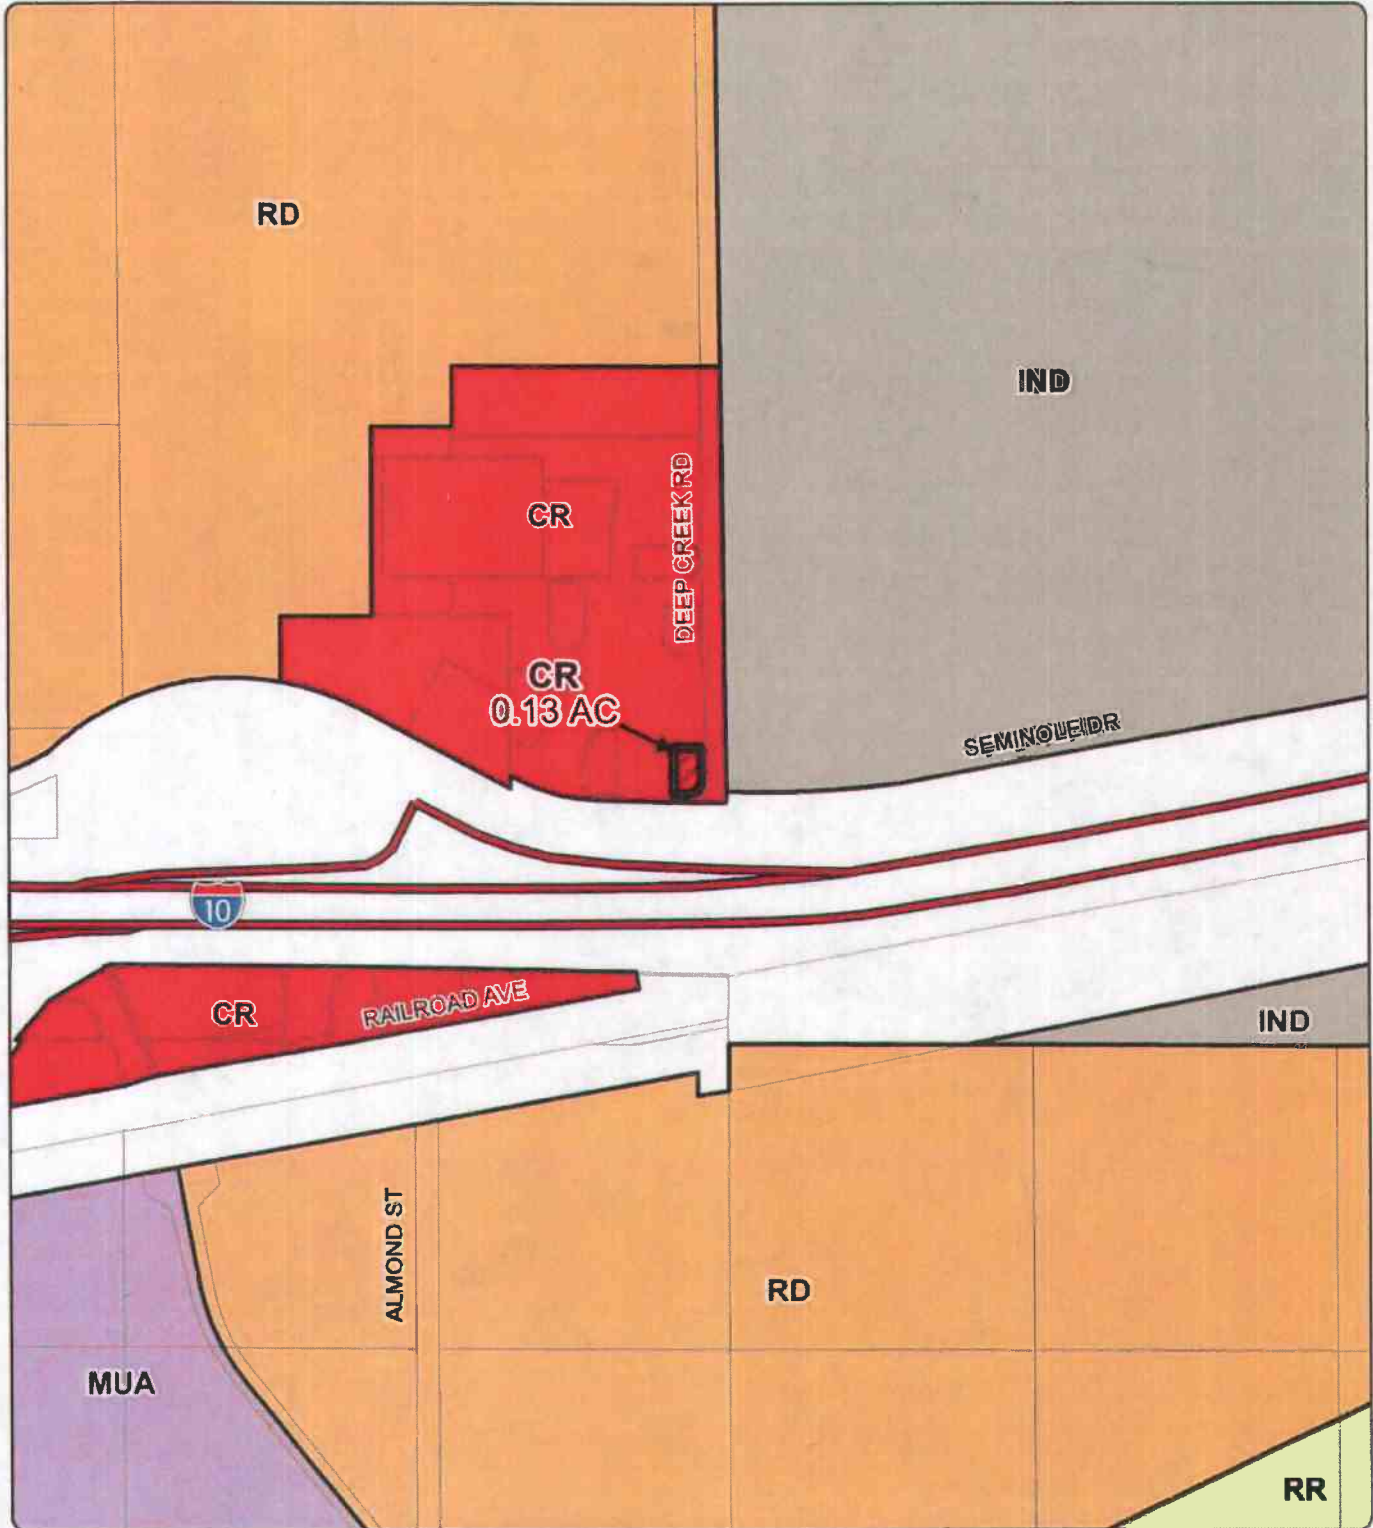 RD
IND
CR
DEEP CREEK RD
CR
0.13 AC
SEMINOLE DR
10
CR
RAILROAD AVE
IND
ALMOND ST
RD
MUA
RR